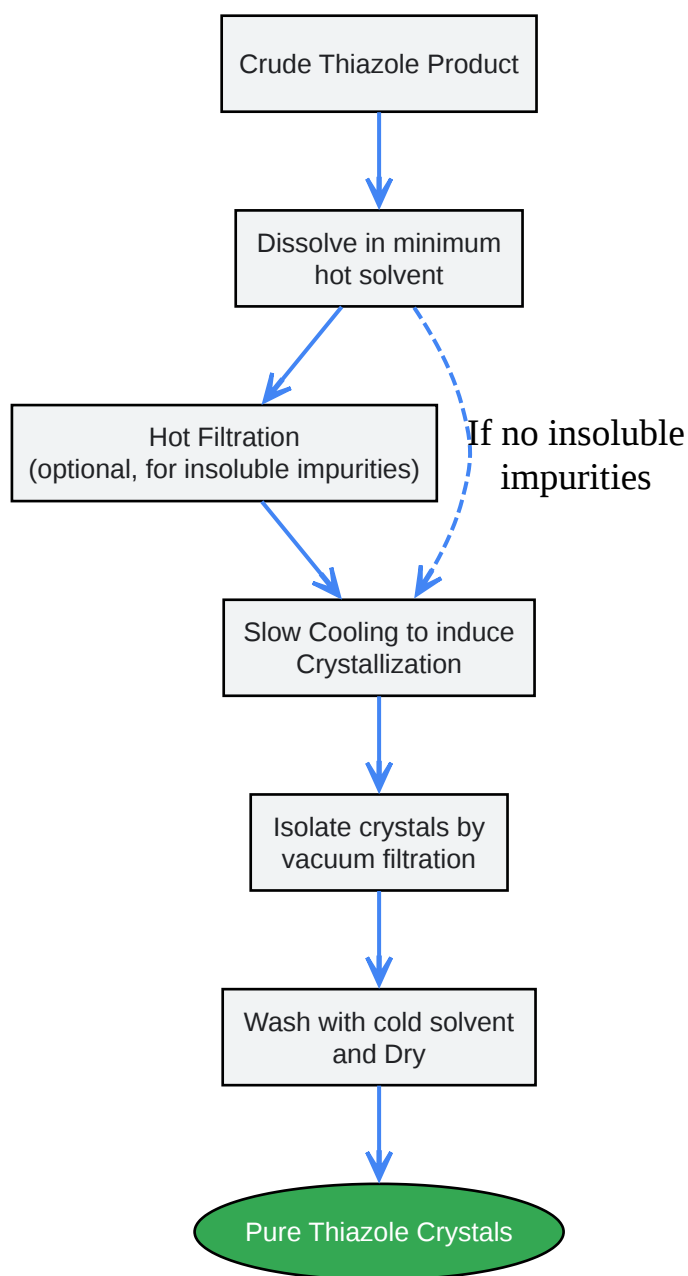 Crude Thiazole Product
Dissolve in minimum
hot solvent
Hot Filtration
(optional, for insoluble impurities)
If no insoluble
impurities
Slow Cooling to induce
Crystallization
Isolate crystals by
vacuum filtration
Wash with cold solvent
and Dry
Pure Thiazole Crystals